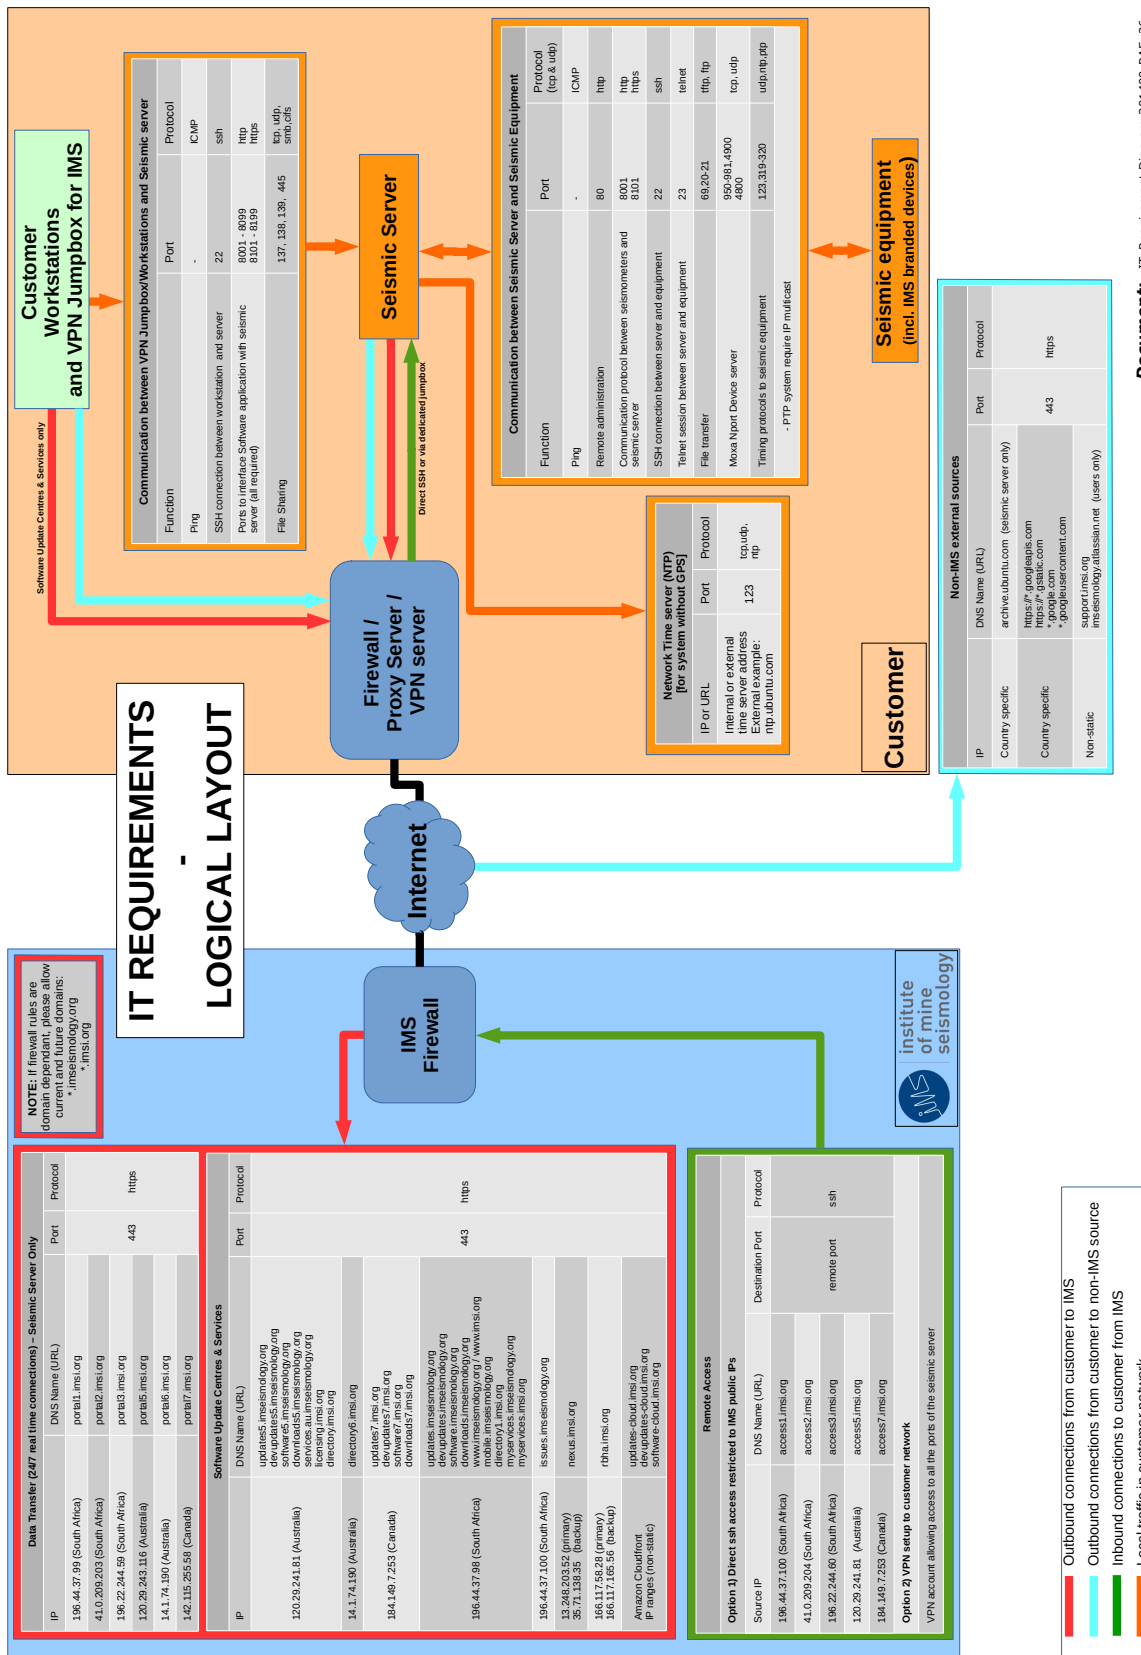 IT REQUIREMENTS
-
LOGICAL LAYOUT
NOTE: If firewall rules are
domain dependant, please allow
current and future domains:
*.imseismology.org
*.imsi.org
Data Transfer (24/7 real time connections) – Seismic Server Only
IP DNS Name (URL) Port Protocol
196.44.37.99 (South Africa) portal1.imsi.org
41.0.209.203 (South Africa) portal2.imsi.org
196.22.244.59 (South Africa) portal3.imsi.org 443 https
120.29.243.116 (Australia) portal5.imsi.org
14.1.74.190 (Australia) portal6.imsi.org
142.115.255.58 (Canada) portal7.imsi.org
Software Update Centres & Services
IP DNS Name (URL) Port Protocol
120.29.241.81 (Australia)
updates5.imseismology.org
devupdates5.imseismology.org
software5.imseismology.org
downloads5.imseismology.org
services.au.imseismology.org
licensing.imsi.org
directory.imsi.org
14.1.74.190 (Australia) directory6.imsi.org
184.149.7.253 (Canada)
updates7.imsi.org
devupdates7.imsi.org
software7.imsi.org
downloads7.imsi.org
196.44.37.98 (South Africa)
updates.imseismology.org
devupdates.imseismology.org
software.imseismology.org
downloads.imseismology.org
www.imseismology.org / www.imsi.org
mobile.imseismology.org
directory1.imsi.org
myservices.imseismology.org
myservices.imsi.org
443 https
196.44.37.100 (South Africa) issues.imseismology.org
13.248.203.52 (primary)
35.71.138.35 (backup)
nexus.imsi.org
166.117.58.28 (primary)
166.117.165.56 (backup)
rbha.imsi.org
Amazon Cloudfront
IP ranges (non-static)
updates-cloud.imsi.org
devupdates-cloud.imsi.org
software-cloud.imsi.org
Remote Access
Option 1) Direct ssh access restricted to IMS public IPs
Source IP DNS Name (URL) Destination Port Protocol
196.44.37.100 (South Africa) access1.imsi.org
41.0.209.204 (South Africa) access2.imsi.org
196.22.244.60 (South Africa) access3.imsi.org remote port ssh
120.29.241.81 (Australia) access5.imsi.org
184.149.7.253 (Canada) access7.imsi.org
Option 2) VPN setup to customer network
VPN account allowing access to all the ports of the seismic server
IMS
Firewall
Internet
Firewall /
Proxy Server /
VPN server
institute
of mine
seismology
Customer
Workstations
and VPN Jumpbox for IMS
Software Update Centres & Services only
Communication between VPN Jumpbox/Workstations and Seismic server
Function Port Protocol
Ping - ICMP
SSH connection between workstation and server 22 ssh
Ports to interface Software application with seismic
server (all required)
8001 - 8099
8101 - 8199
http
https
File Sharing 137, 138, 139, 445
tcp, udp,
smb,cifs
Seismic Server
Direct SSH or via dedicated jumpbox
Communication between Seismic Server and Seismic Equipment
Function Port Protocol
(tcp & udp)
Ping - ICMP
Remote administration 80 http
Communication protocol between seismometers and
seismic server
8001
8101
http
https
SSH connection between server and equipment 22 ssh
Telnet session between server and equipment 23 telnet
File transfer 69,20-21 tftp, ftp
Moxa Nport Device server
950-981,4900
4800
tcp, udp
Timing protocols to seismic equipment 123,319-320 udp,ntp,ptp
- PTP system require IP multicast
Network Time server (NTP)
[for system without GPS]
IP or URL Port Protocol
Internal or external
time server address
External example:
ntp.ubuntu.com
123
tcp,udp,
ntp
Seismic equipment
(incl. IMS branded devices)
Customer
Non-IMS external sources
IP DNS Name (URL) Port Protocol
Country specific archive.ubuntu.com (seismic server only)
Country specific
https://*.googleapis.com
https://*.gstatic.com
*.google.com
*.googleusercontent.com
443 https
Non-static
support.imsi.org
imseismology.atlassian.net (users only)
Outbound connections from customer to IMS
Outbound connections from customer to non-IMS source
Inbound connections to customer from IMS